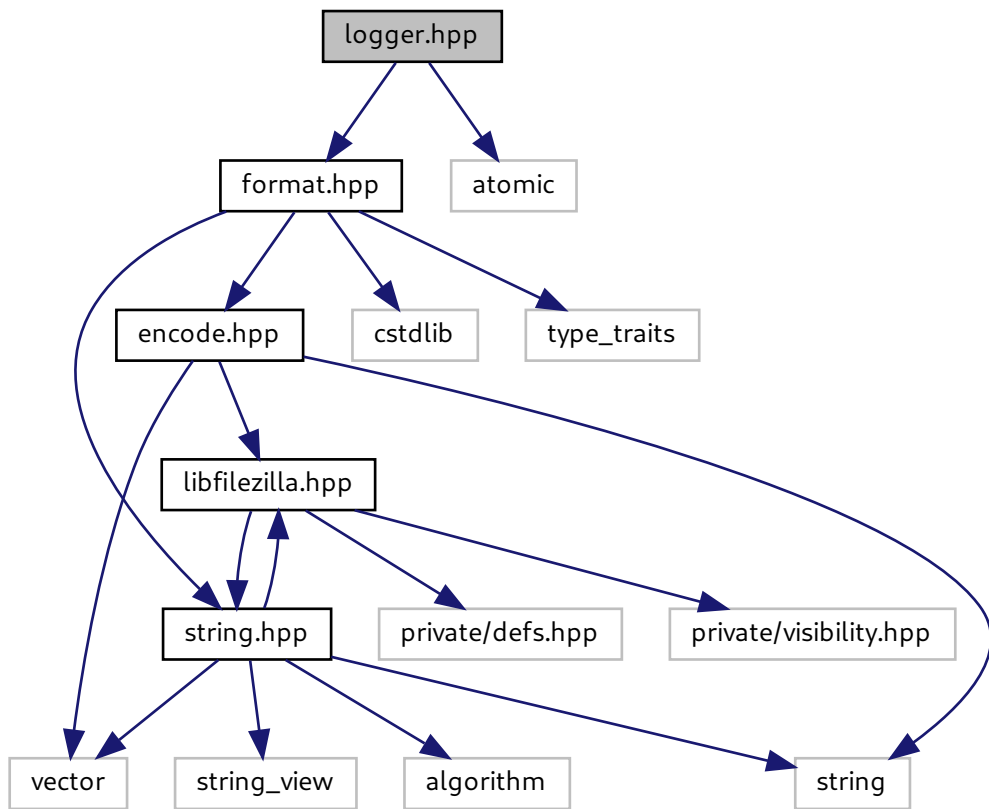 logger.hpp
format.hpp
atomic
encode.hpp
cstdlib
type_traits
libfilezilla.hpp
string.hpp
private/defs.hpp
private/visibility.hpp
vector
string_view
algorithm
string